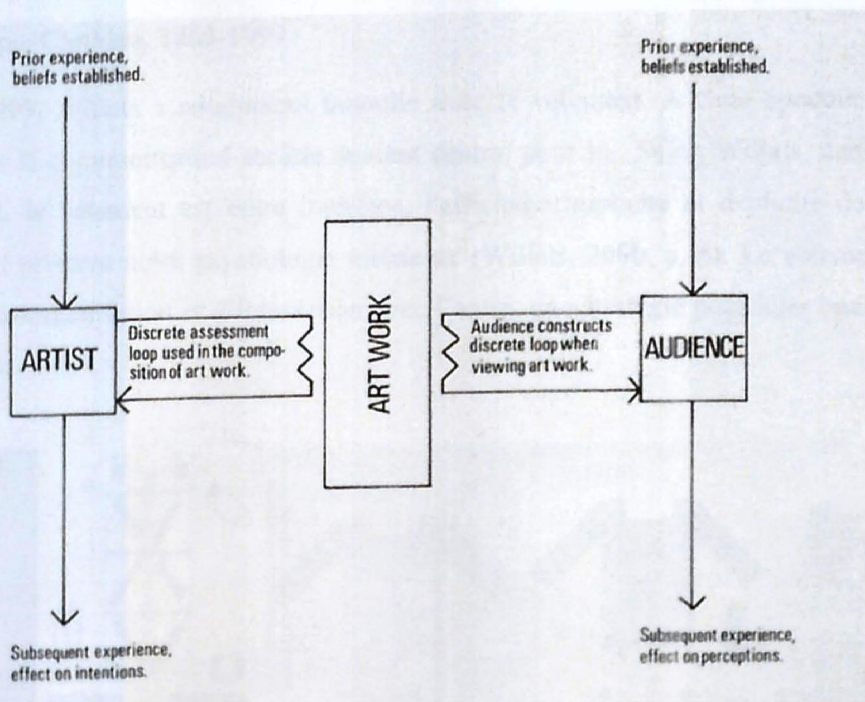 Prior experience,
beliefs established.
Prior experience,
beliefs established.
ARTIST
Discrete assessment
loop used in the compo-
sition of art work.
ART WORK
Audience constructs
discrete loop when
viewing art work.
AUDIENCE
Subsequent experience,
effect on intentions.
Subsequent experience,
effect on perceptions.